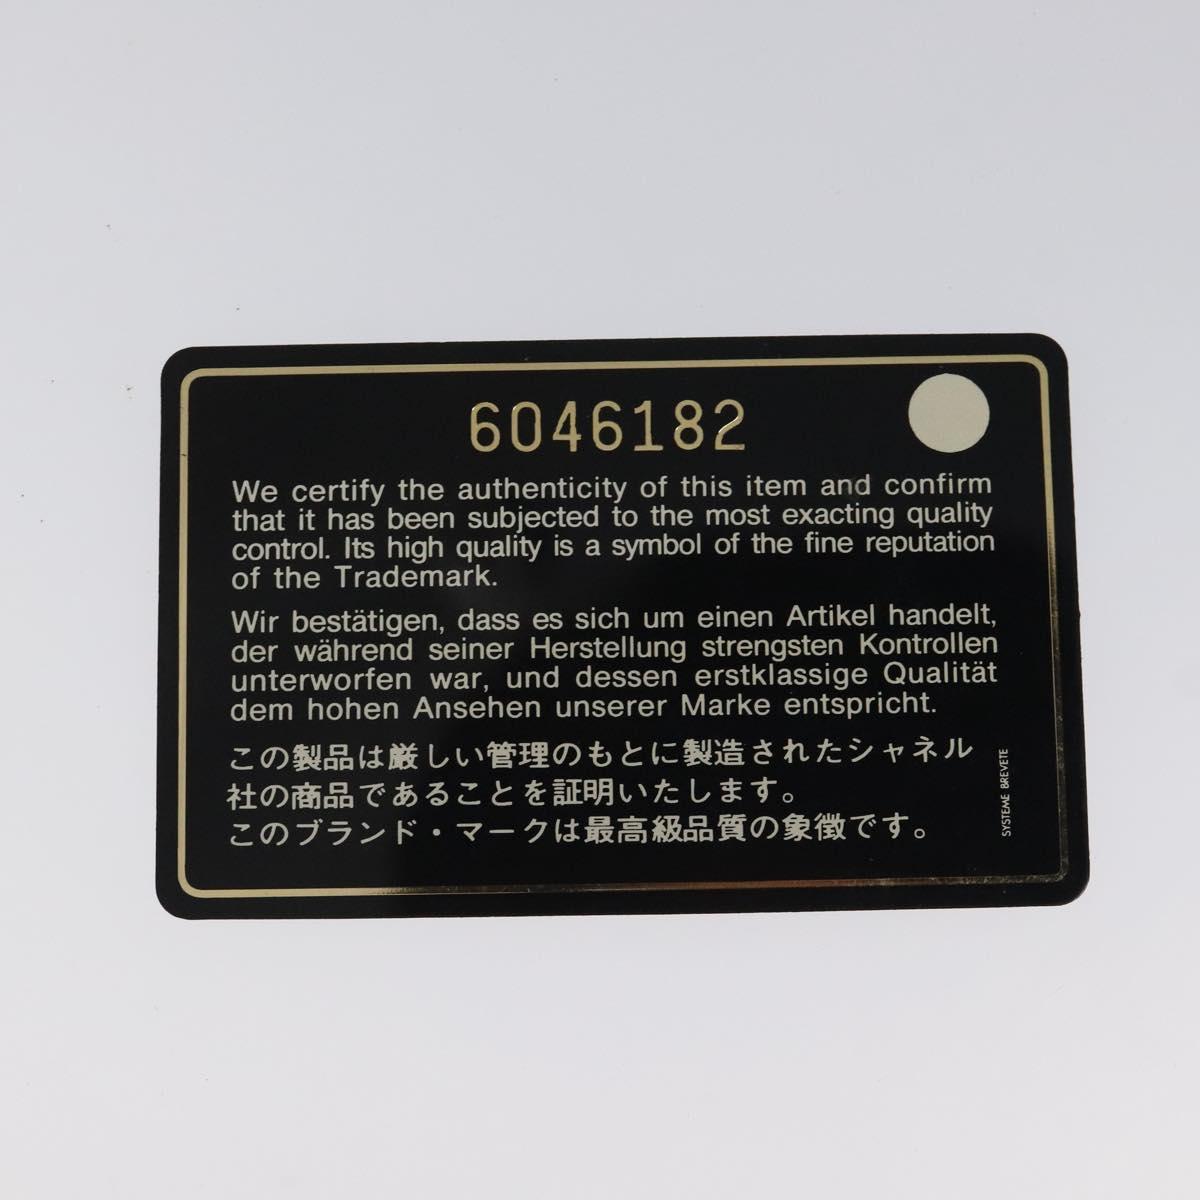 6046182
We certify the authenticity of this item and confirm
that it has been subjected to the most exacting quality
control. Its high quality is a symbol of the fine reputation
of the Trademark.
Wir bestätigen, dass es sich um einen Artikel handelt,
der während seiner Herstellung strengsten Kontrollen
unterworfen war, und dessen erstklassige Qualität
dem hohen Ansehen unserer Marke entspricht.
この製品は厳しい管理のもとに製造されたシャネル
社の商品であることを証明いたします。
このブランド・マークは最高級品質の象徴です。
SYSTEME BREVETE